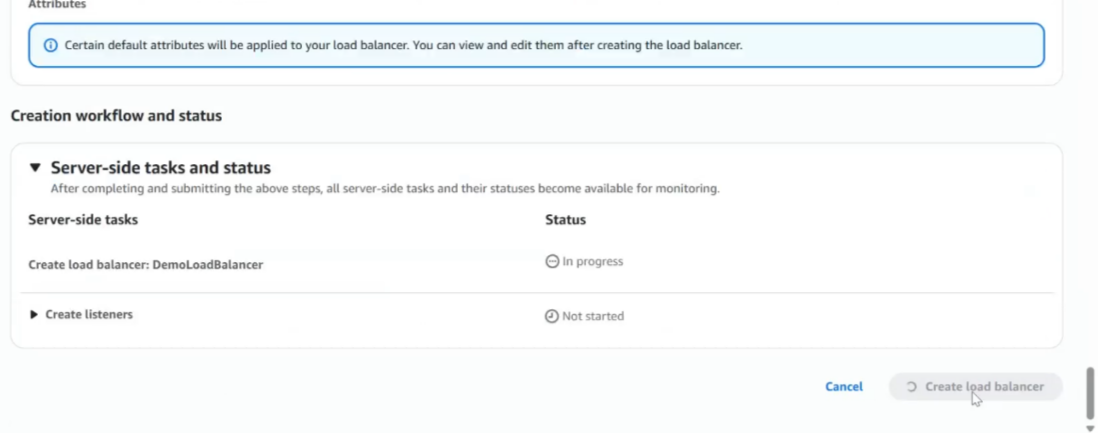 Attributes
Certain default attributes will be applied to your load balancer. You can view and edit them after creating the load balancer.
Creation workflow and status
Server-side tasks and status
After completing and submitting the above steps, all server-side tasks and their statuses become available for monitoring.
Server-side tasks Status
Create load balancer: DemoLoadBalancer In progress
Create listeners Not started
Cancel Create load balancer